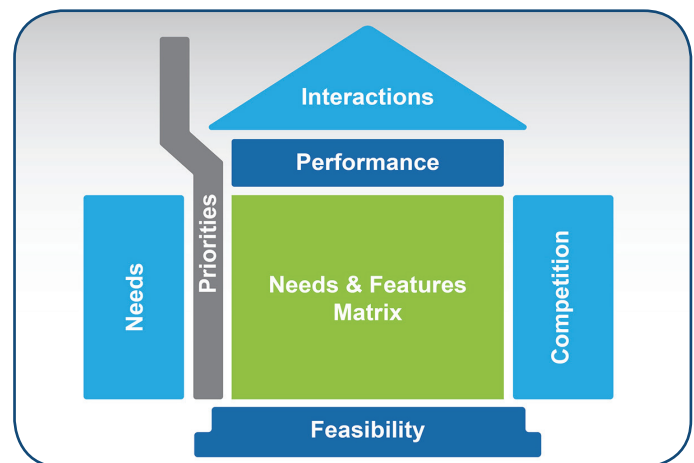 Interactions
Performance
Needs
Priorities
Needs & Features
Matrix
Competition
Feasibility